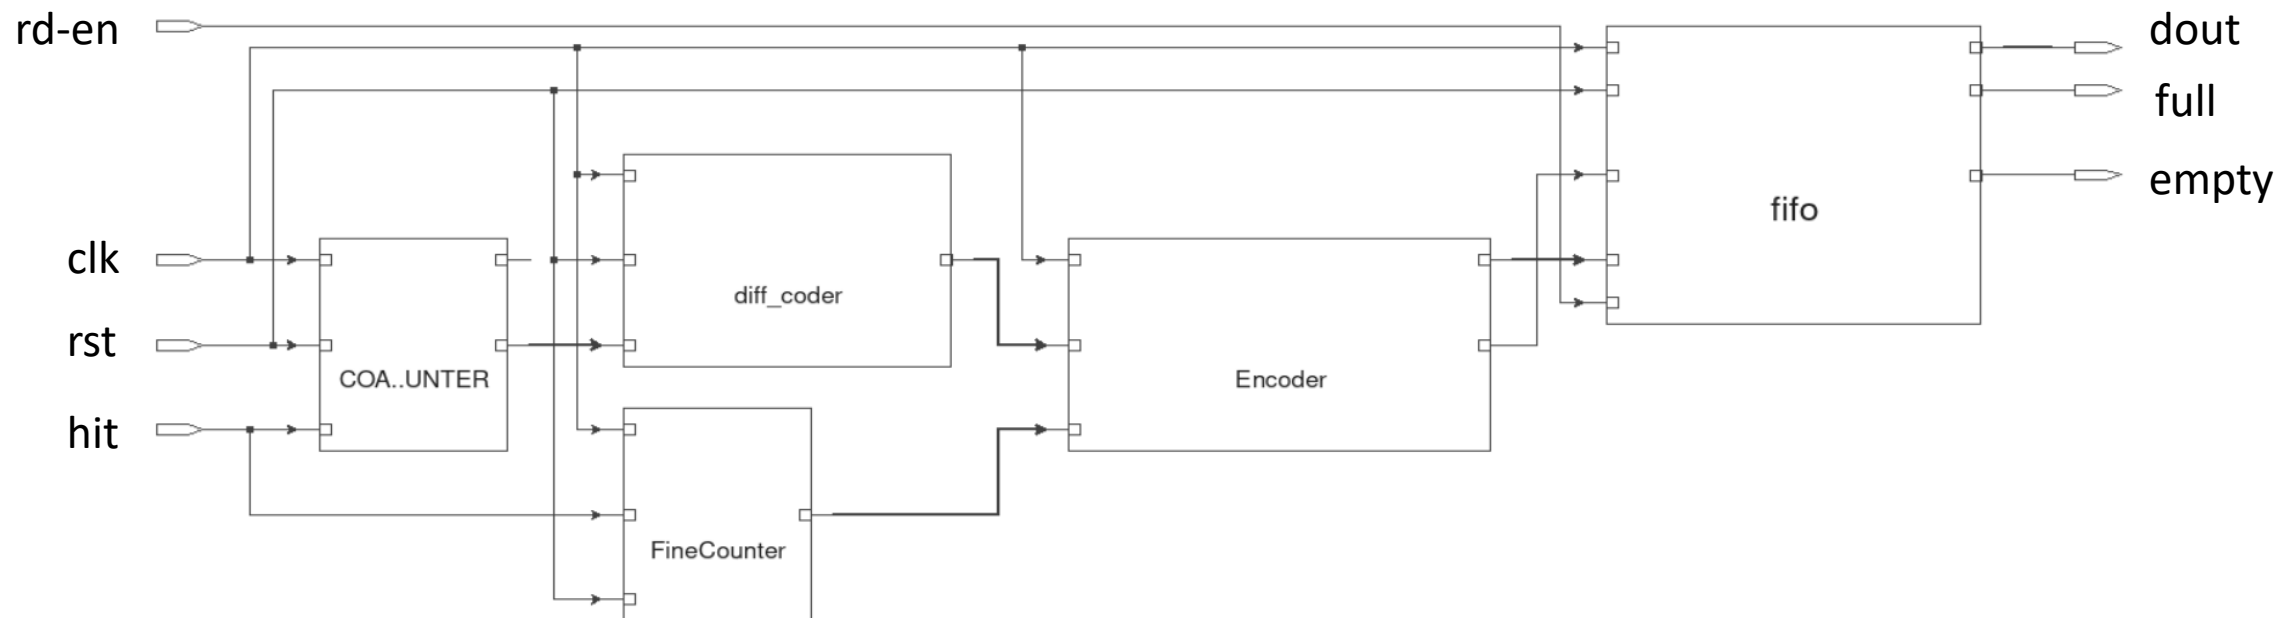 rd-en
dout
full
empty
fifo
clk
diff_coder
rst
COA..UNTER
Encoder
hit
FineCounter